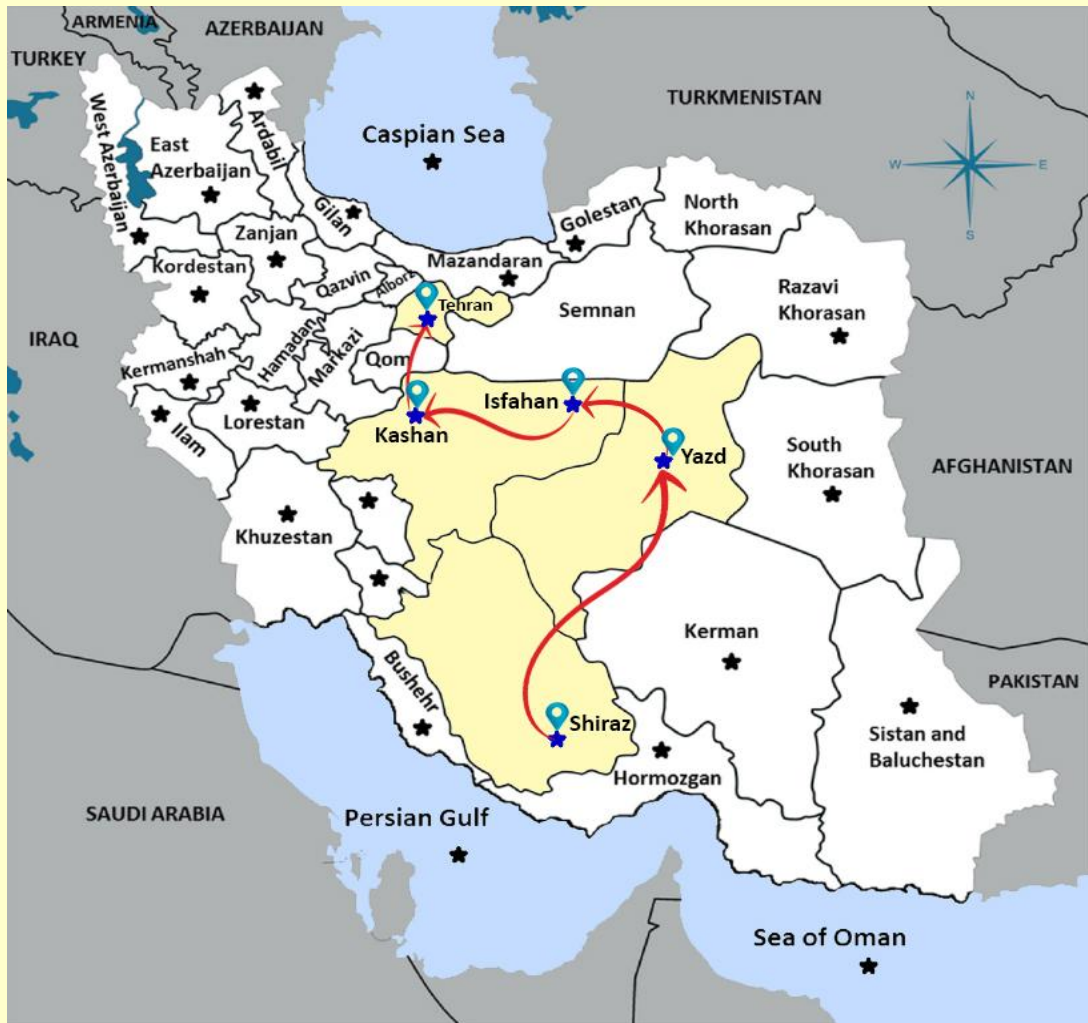 ARMENIA
AZERBAIJAN
TURKEY
TURKMENISTAN
N
W
E
S
Caspian Sea
West Azerbaijan
East
Azerbaijan
Ardabil
Gilan
Golestan
North
Khorasan
Zanjan
Mazandaran
Kordestan
Qazvin
Alborz
Tehran
Semnan
Razavi
Khorasan
IRAQ
Hamadan
Markazi
Kermanshah
Qom
Isfahan
Lorestan
Kashan
Ilam
Yazd
South
Khorasan
AFGHANISTAN
Khuzestan
Kerman
PAKISTAN
Bushehr
Shiraz
Sistan and
Baluchestan
Hormozgan
SAUDI ARABIA
Persian Gulf
Sea of Oman